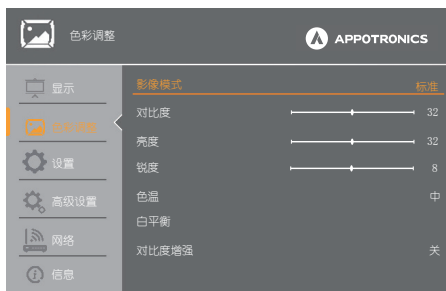 色彩调整
APPOTRONICS
显示
色彩调整
设置
高级设置
网络
信息
影像模式 标准
对比度 32
亮度 32
锐度 8
色温 中
白平衡
对比度增强 关